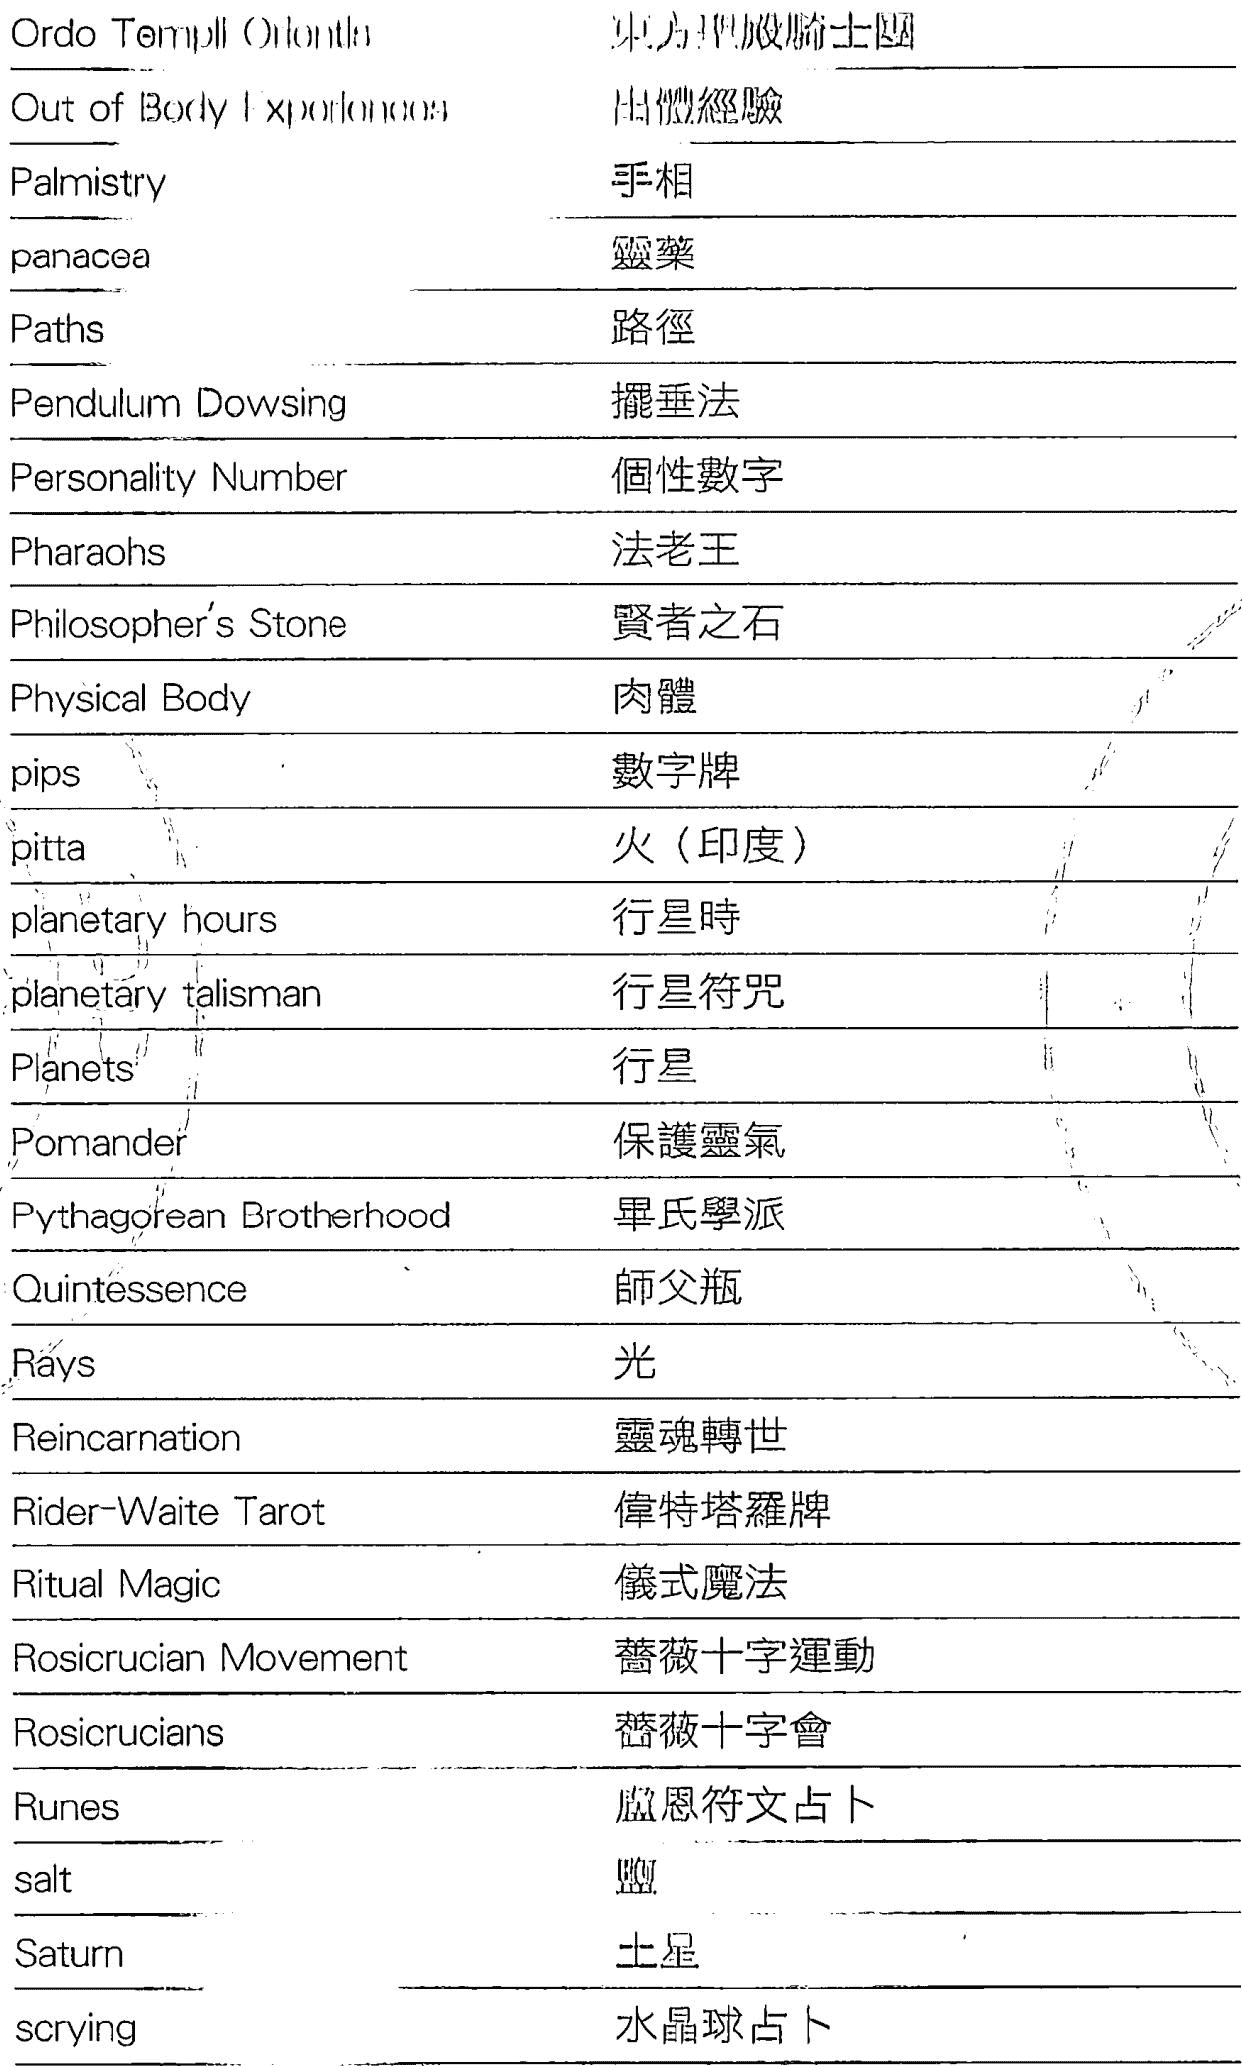 Ordo Templi Orientis 東方聖殿騎士團
Out of Body Experiences 出體經驗
Palmistry 手相
panacea 靈藥
Paths 路徑
Pendulum Dowsing 擺垂法
Personality Number 個性數字
Pharaohs 法老王
Philosopher's Stone 賢者之石
Physical Body 肉體
pips 數字牌
pitta 火（印度）
planetary hours 行星時
planetary talisman 行星符咒
Planets 行星
Pomander 保護靈氣
Pythagorean Brotherhood 畢氏學派
Quintessence 師父瓶
Rays 光
Reincarnation 靈魂轉世
Rider-Waite Tarot 偉特塔羅牌
Ritual Magic 儀式魔法
Rosicrucian Movement 薔薇十字運動
Rosicrucians 薔薇十字會
Runes 盧恩符文占卜
salt 鹽
Saturn 土星
scrying 水晶球占卜